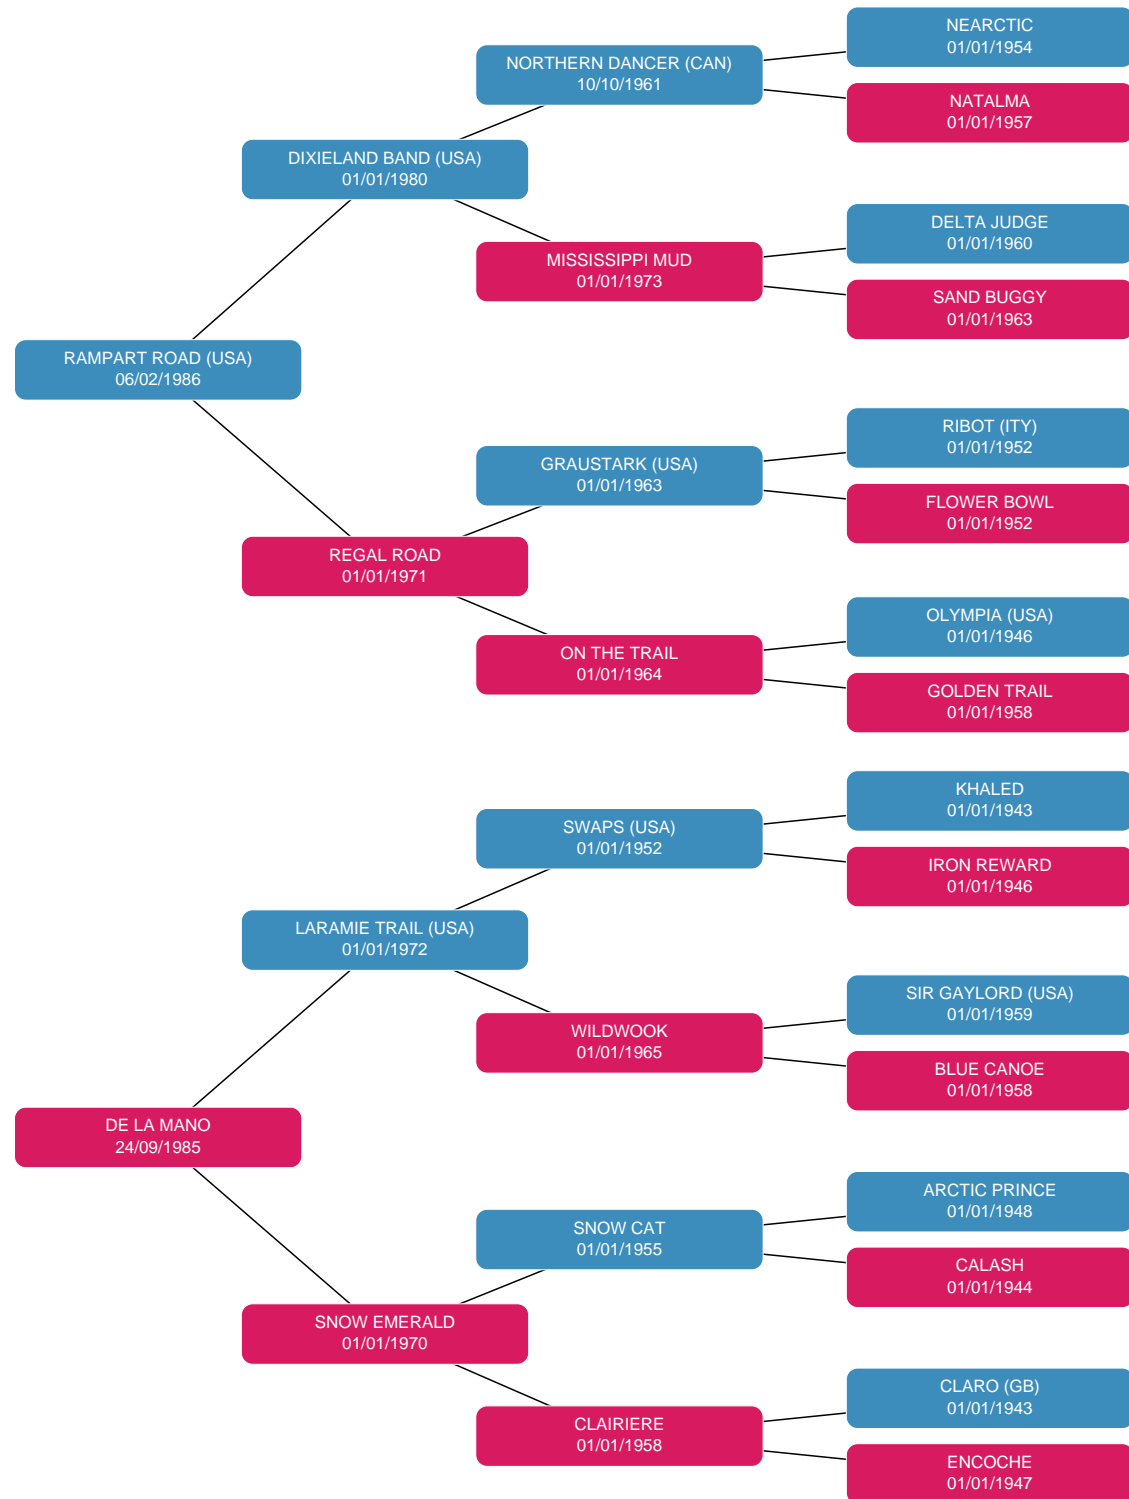 NEARCTIC
01/01/1954
NORTHERN DANCER (CAN)
10/10/1961
NATALMA
01/01/1957
DIXIELAND BAND (USA)
01/01/1980
DELTA JUDGE
01/01/1960
MISSISSIPPI MUD
01/01/1973
SAND BUGGY
01/01/1963
RAMPART ROAD (USA)
06/02/1986
RIBOT (ITY)
01/01/1952
GRAUSTARK (USA)
01/01/1963
FLOWER BOWL
01/01/1952
REGAL ROAD
01/01/1971
OLYMPIA (USA)
01/01/1946
ON THE TRAIL
01/01/1964
GOLDEN TRAIL
01/01/1958
KHALED
01/01/1943
SWAPS (USA)
01/01/1952
IRON REWARD
01/01/1946
LARAMIE TRAIL (USA)
01/01/1972
SIR GAYLORD (USA)
01/01/1959
WILDWOOK
01/01/1965
BLUE CANOE
01/01/1958
DE LA MANO
24/09/1985
ARCTIC PRINCE
01/01/1948
SNOW CAT
01/01/1955
CALASH
01/01/1944
SNOW EMERALD
01/01/1970
CLARO (GB)
01/01/1943
CLAIRIERE
01/01/1958
ENCOCHE
01/01/1947